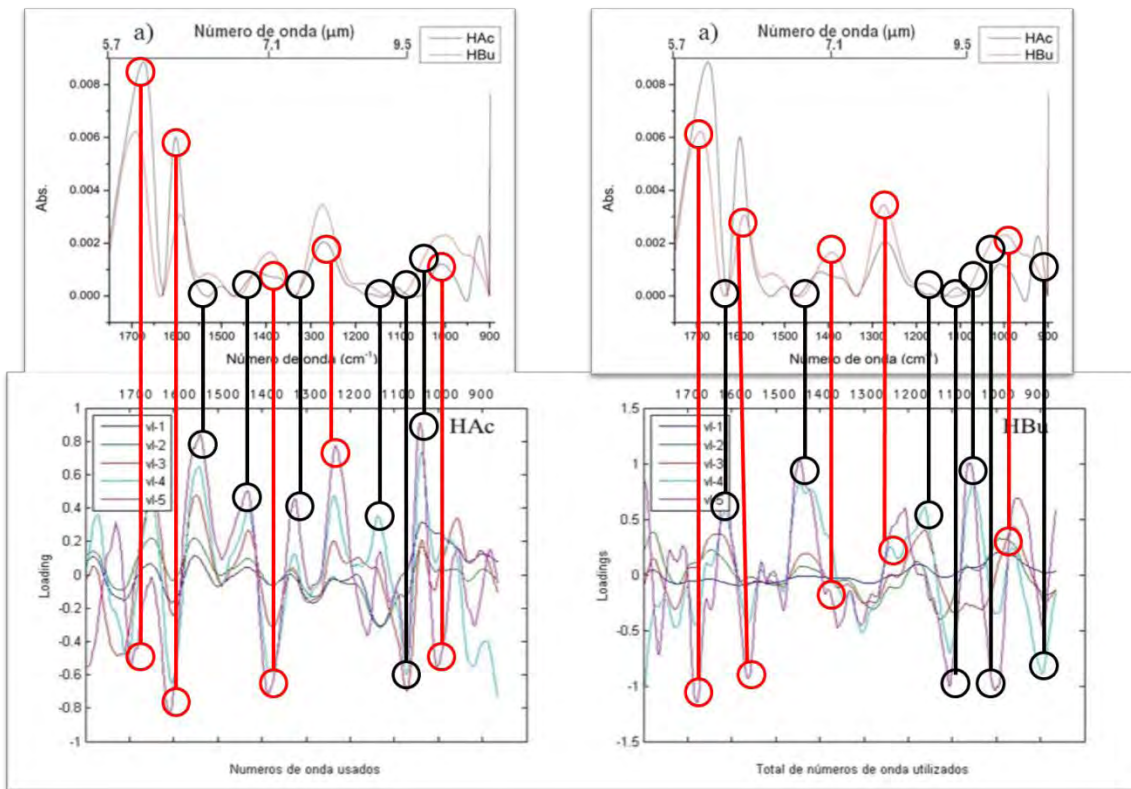 a)
Número de onda (µm)
5.7 7.1 9.5
HAc
HBu
0.008
0.006
0.004
0.002
0.000
Abs.
1700 1600 1500 1400 1300 1200 1100 1000 900
Número de onda (cm⁻¹)
a)
Número de onda (µm)
5.7 7.1 9.5
HAc
HBu
0.008
0.006
0.004
0.002
0.000
Abs.
1700 1600 1500 1400 1300 1200 1100 1000 900
Número de onda (cm⁻¹)
1700 1600 1500 1400 1300 1200 1100 1000 900
HAc
vl-1
vl-2
vl-3
vl-4
vl-5
1
0.8
0.6
0.4
0.2
0
-0.2
-0.4
-0.6
-0.8
-1
Loading
Numeros de onda usados
1700 1600 1500 1400 1300 1200 1100 1000 900
HBu
vl-1
vl-2
vl-3
vl-4
vl-5
1.5
1
0.5
0
-0.5
-1
-1.5
Loadings
Total de números de onda utilizados